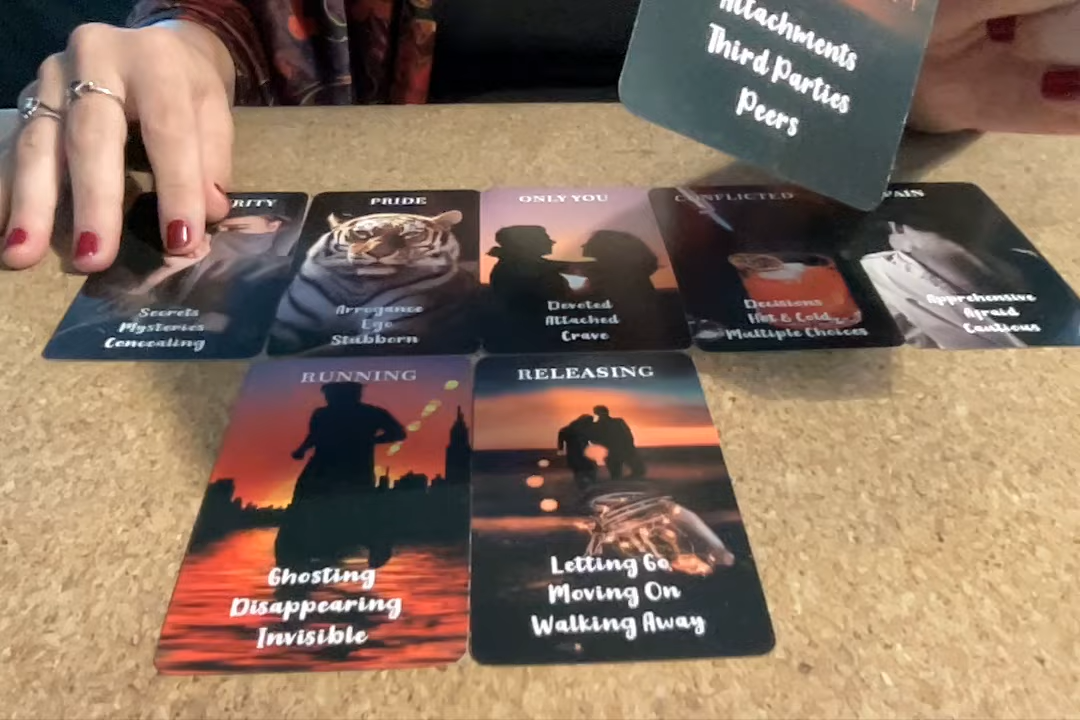 Attachments
Third Parties
Peers
RITY
Secrets
Mysteries
Concealing
PRIDE
Arrogance
Ego
Stubborn
ONLY YOU
Devoted
Attached
Crave
CONFLICTED
Decisions
Hot & Cold
Multiple Choices
PAIN
Apprehensive
Afraid
Cautious
RUNNING
Ghosting
Disappearing
Invisible
RELEASING
Letting Go
Moving On
Walking Away